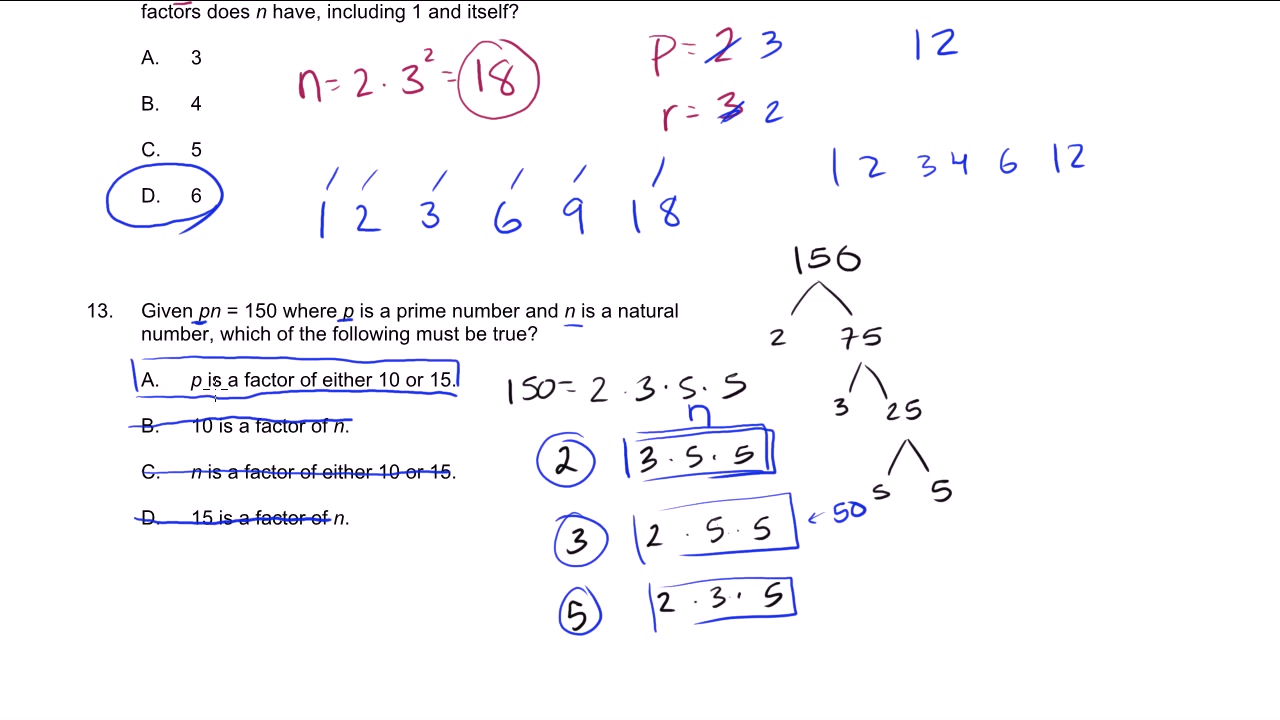 factors does n have, including 1 and itself?
A. 3
B. 4
C. 5
D. 6
n = 2 · 3² = 18
p = 2 3
r = 3 2
12
1 2 3 4 6 12
1 2 3 6 9 18
13. Given pn = 150 where p is a prime number and n is a natural
number, which of the following must be true?
A. p is a factor of either 10 or 15.
B. 10 is a factor of n.
C. n is a factor of either 10 or 15.
D. 15 is a factor of n.
150
2 75
3 25
5 5
150 = 2 · 3 · 5 · 5
n
2 3 · 5 · 5
3 2 · 5 · 5 ← 50
5 2 · 3 · 5